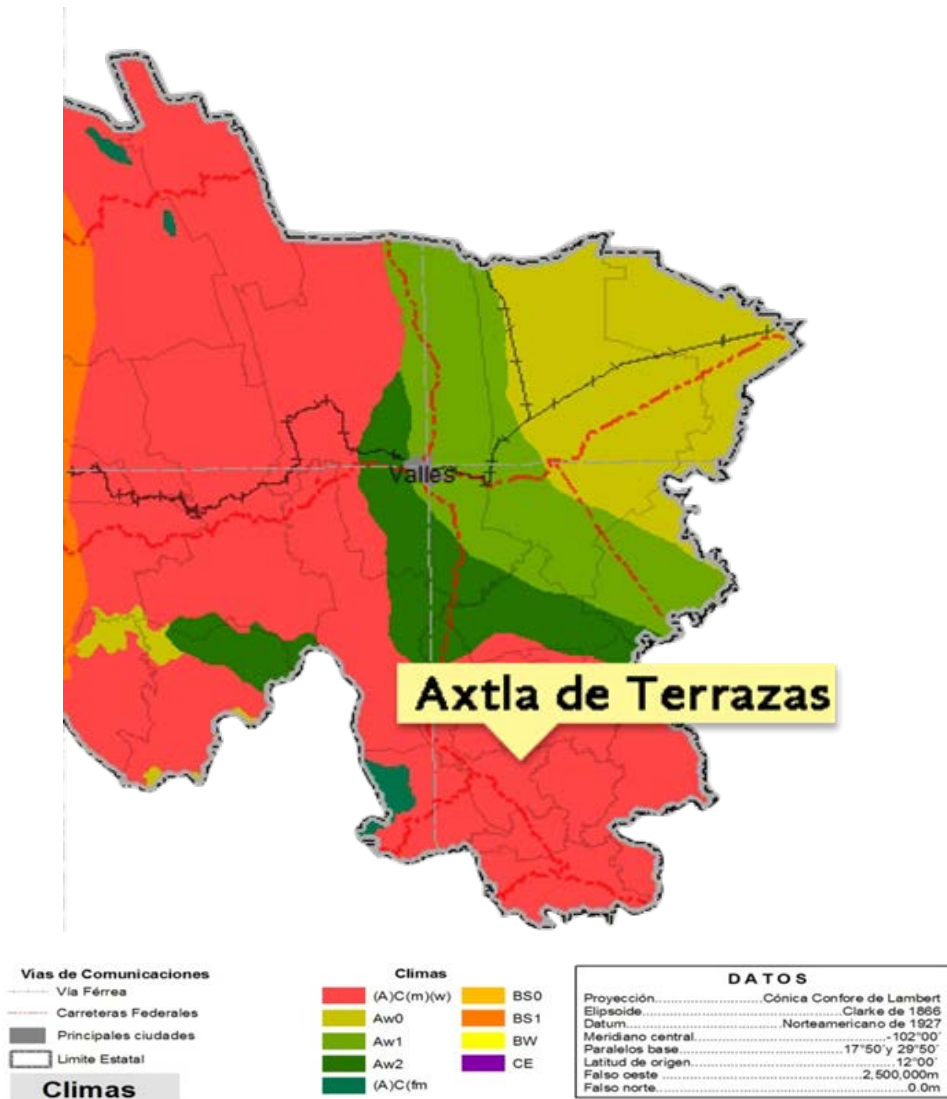 Valles
Axtla de Terrazas
Vias de Comunicaciones
Vía Férrea
Carreteras Federales
Principales ciudades
Limite Estatal
Climas
Climas
(A)C(m)(w)
Aw0
Aw1
Aw2
(A)C(fm
BS0
BS1
BW
CE
DATOS
Proyección..........................Cónica Confore de Lambert
Elipsoide..........................................Clarke de 1866
Datum....................................Norteamericano de 1927
Meridiano central........................................-102°00'
Paralelos base..................................17°50'y 29°50'
Latitud de origen.........................................12°00'
Falso oeste .........................................2,500,000m
Falso norte..................................................0.0m